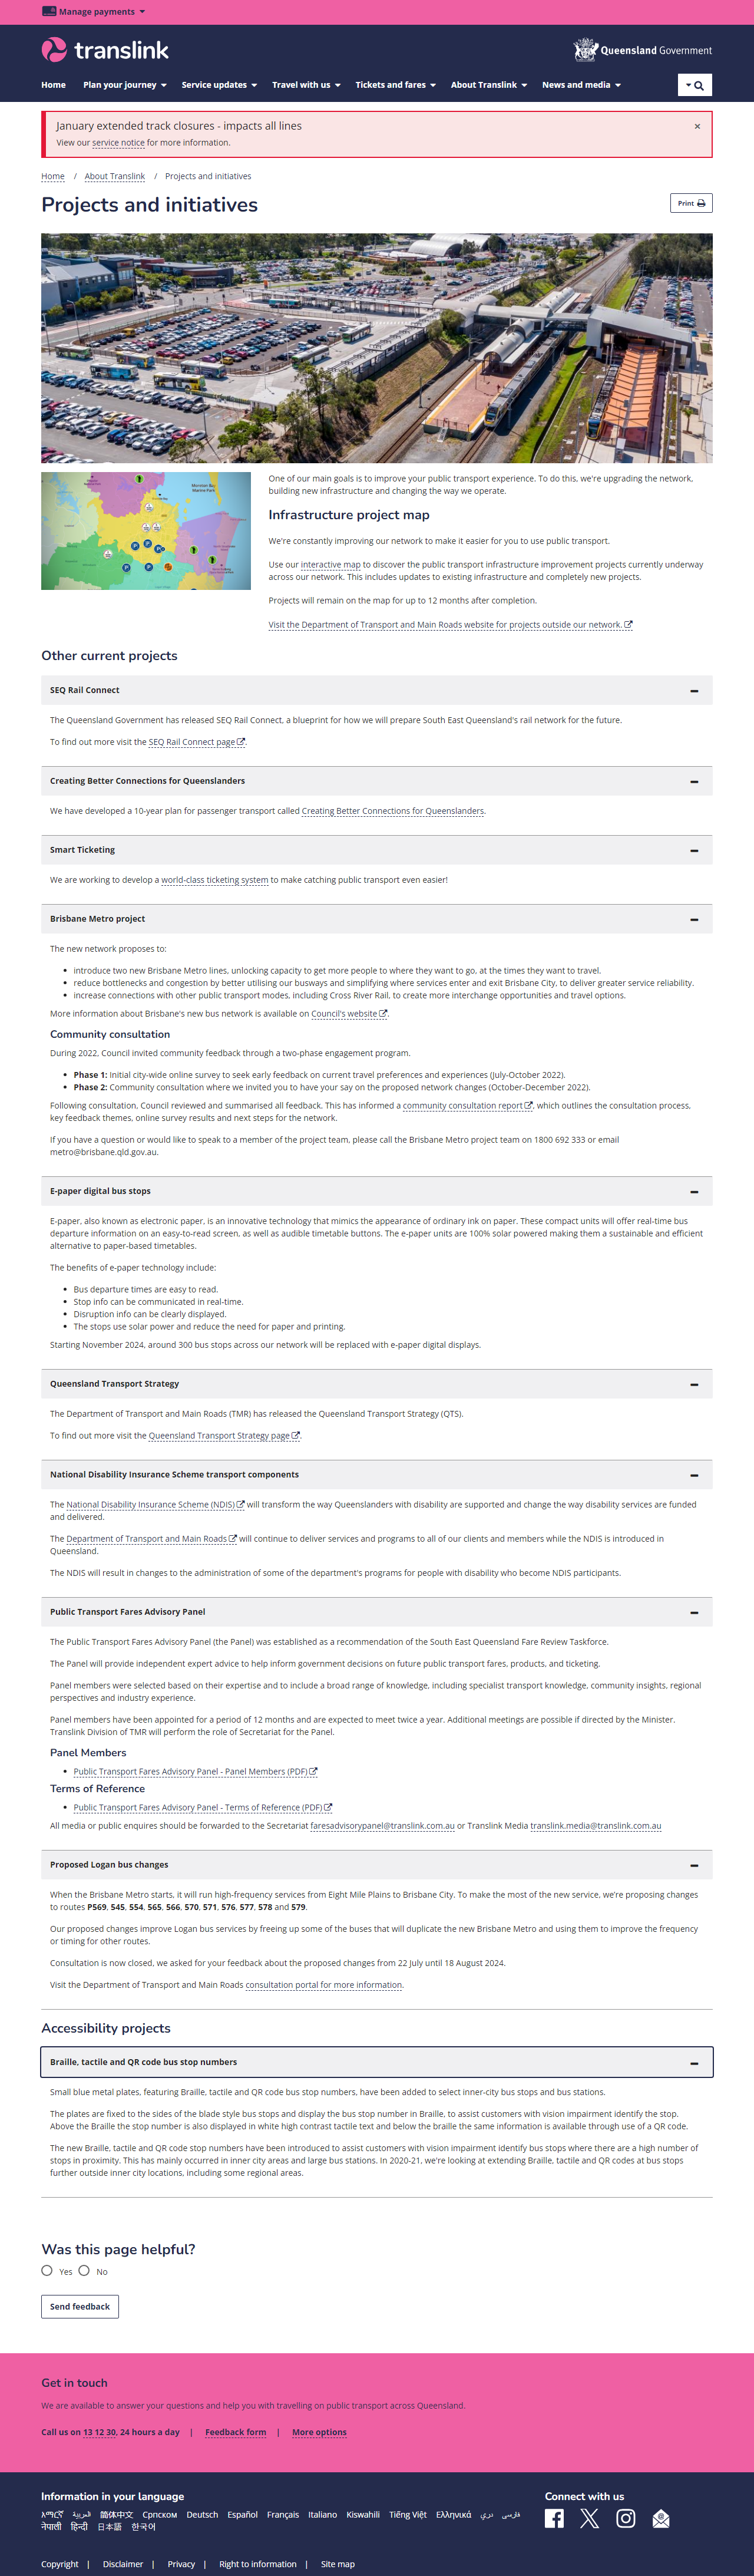 Manage payments
translink
Queensland Government
Home Plan your journey Service updates Travel with us Tickets and fares About Translink News and media
January extended track closures - impacts all lines
×
View our service notice for more information.
Home / About Translink / Projects and initiatives
Projects and initiatives
Print
One of our main goals is to improve your public transport experience. To do this, we're upgrading the network,
building new infrastructure and changing the way we operate.
Infrastructure project map
We're constantly improving our network to make it easier for you to use public transport.
Use our interactive map to discover the public transport infrastructure improvement projects currently underway
across our network. This includes updates to existing infrastructure and completely new projects.
Projects will remain on the map for up to 12 months after completion.
Visit the Department of Transport and Main Roads website for projects outside our network.
Other current projects
SEQ Rail Connect
The Queensland Government has released SEQ Rail Connect, a blueprint for how we will prepare South East Queensland's rail network for the future.
To find out more visit the SEQ Rail Connect page.
Creating Better Connections for Queenslanders
We have developed a 10-year plan for passenger transport called Creating Better Connections for Queenslanders.
Smart Ticketing
We are working to develop a world-class ticketing system to make catching public transport even easier!
Brisbane Metro project
The new network proposes to:
• introduce two new Brisbane Metro lines, unlocking capacity to get more people to where they want to go, at the times they want to travel.
• reduce bottlenecks and congestion by better utilising our busways and simplifying where services enter and exit Brisbane City, to deliver greater service reliability.
• increase connections with other public transport modes, including Cross River Rail, to create more interchange opportunities and travel options.
More information about Brisbane's new bus network is available on Council's website.
Community consultation
During 2022, Council invited community feedback through a two-phase engagement program.
• Phase 1: Initial city-wide online survey to seek early feedback on current travel preferences and experiences (July-October 2022).
• Phase 2: Community consultation where we invited you to have your say on the proposed network changes (October-December 2022).
Following consultation, Council reviewed and summarised all feedback. This has informed a community consultation report, which outlines the consultation process,
key feedback themes, online survey results and next steps for the network.
If you have a question or would like to speak to a member of the project team, please call the Brisbane Metro project team on 1800 692 333 or email
metro@brisbane.qld.gov.au.
E-paper digital bus stops
E-paper, also known as electronic paper, is an innovative technology that mimics the appearance of ordinary ink on paper. These compact units will offer real-time bus
departure information on an easy-to-read screen, as well as audible timetable buttons. The e-paper units are 100% solar powered making them a sustainable and efficient
alternative to paper-based timetables.
The benefits of e-paper technology include:
• Bus departure times are easy to read.
• Stop info can be communicated in real-time.
• Disruption info can be clearly displayed.
• The stops use solar power and reduce the need for paper and printing.
Starting November 2024, around 300 bus stops across our network will be replaced with e-paper digital displays.
Queensland Transport Strategy
The Department of Transport and Main Roads (TMR) has released the Queensland Transport Strategy (QTS).
To find out more visit the Queensland Transport Strategy page.
National Disability Insurance Scheme transport components
The National Disability Insurance Scheme (NDIS) will transform the way Queenslanders with disability are supported and change the way disability services are funded
and delivered.
The Department of Transport and Main Roads will continue to deliver services and programs to all of our clients and members while the NDIS is introduced in
Queensland.
The NDIS will result in changes to the administration of some of the department's programs for people with disability who become NDIS participants.
Public Transport Fares Advisory Panel
The Public Transport Fares Advisory Panel (the Panel) was established as a recommendation of the South East Queensland Fare Review Taskforce.
The Panel will provide independent expert advice to help inform government decisions on future public transport fares, products, and ticketing.
Panel members were selected based on their expertise and to include a broad range of knowledge, including specialist transport knowledge, community insights, regional
perspectives and industry experience.
Panel members have been appointed for a period of 12 months and are expected to meet twice a year. Additional meetings are possible if directed by the Minister.
Translink Division of TMR will perform the role of Secretariat for the Panel.
Panel Members
• Public Transport Fares Advisory Panel - Panel Members (PDF)
Terms of Reference
• Public Transport Fares Advisory Panel - Terms of Reference (PDF)
All media or public enquires should be forwarded to the Secretariat faresadvisorypanel@translink.com.au or Translink Media translink.media@translink.com.au
Proposed Logan bus changes
When the Brisbane Metro starts, it will run high-frequency services from Eight Mile Plains to Brisbane City. To make the most of the new service, we're proposing changes
to routes P569, 545, 554, 565, 566, 570, 571, 576, 577, 578 and 579.
Our proposed changes improve Logan bus services by freeing up some of the buses that will duplicate the new Brisbane Metro and using them to improve the frequency
or timing for other routes.
Consultation is now closed, we asked for your feedback about the proposed changes from 22 July until 18 August 2024.
Visit the Department of Transport and Main Roads consultation portal for more information.
Accessibility projects
Braille, tactile and QR code bus stop numbers
Small blue metal plates, featuring Braille, tactile and QR code bus stop numbers, have been added to select inner-city bus stops and bus stations.
The plates are fixed to the sides of the blade style bus stops and display the bus stop number in Braille, to assist customers with vision impairment identify the stop.
Above the Braille the stop number is also displayed in white high contrast tactile text and below the braille the same information is available through use of a QR code.
The new Braille, tactile and QR code stop numbers have been introduced to assist customers with vision impairment identify bus stops where there are a high number of
stops in proximity. This has mainly occurred in inner city areas and large bus stations. In 2020-21, we're looking at extending Braille, tactile and QR codes at bus stops
further outside inner city locations, including some regional areas.
Was this page helpful?
Yes No
Send feedback
Get in touch
We are available to answer your questions and help you with travelling on public transport across Queensland.
Call us on 13 12 30, 24 hours a day | Feedback form | More options
Information in your language
አማርኛ العربية 简体中文 Српском Deutsch Español Français Italiano Kiswahili Tiếng Việt Ελληνικά دری فارسی
नेपाली हिन्दी 日本語 한국어
Connect with us
Copyright | Disclaimer | Privacy | Right to information | Site map